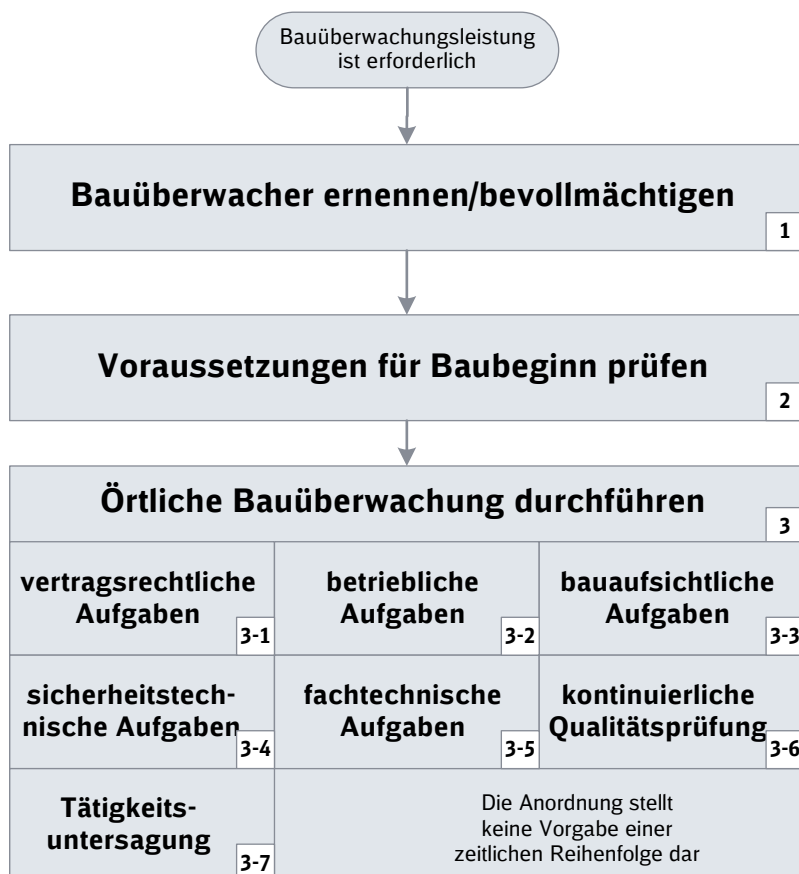 Bauüberwachungsleistung
ist erforderlich
Bauüberwacher ernennen/bevollmächtigen
1
Voraussetzungen für Baubeginn prüfen
2
Örtliche Bauüberwachung durchführen
3
vertragsrechtliche
Aufgaben
3-1
betriebliche
Aufgaben
3-2
bauaufsichtliche
Aufgaben
3-3
sicherheitstech-
nische Aufgaben
3-4
fachtechnische
Aufgaben
3-5
kontinuierliche
Qualitätsprüfung
3-6
Tätigkeits-
untersagung
3-7
Die Anordnung stellt
keine Vorgabe einer
zeitlichen Reihenfolge dar